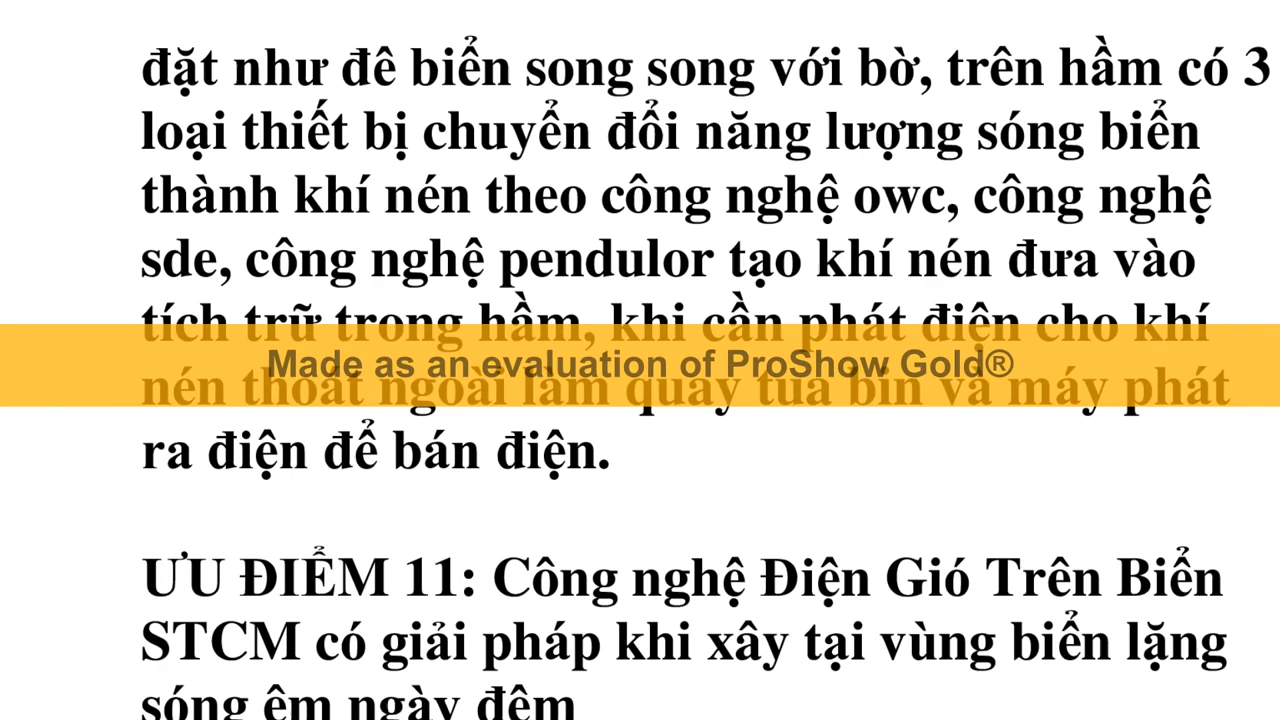 đặt như đê biển song song với bờ, trên hầm có 3
loại thiết bị chuyển đổi năng lượng sóng biển
thành khí nén theo công nghệ owc, công nghệ
sde, công nghệ pendulor tạo khí nén đưa vào
tích trữ trong hầm, khi cần phát điện cho khí
Made as an evaluation of ProShow Gold®
nén thoát ngoài làm quay tua bin và máy phát
ra điện để bán điện.
ƯU ĐIỂM 11: Công nghệ Điện Gió Trên Biển
STCM có giải pháp khi xây tại vùng biển lặng
sóng êm ngày đêm